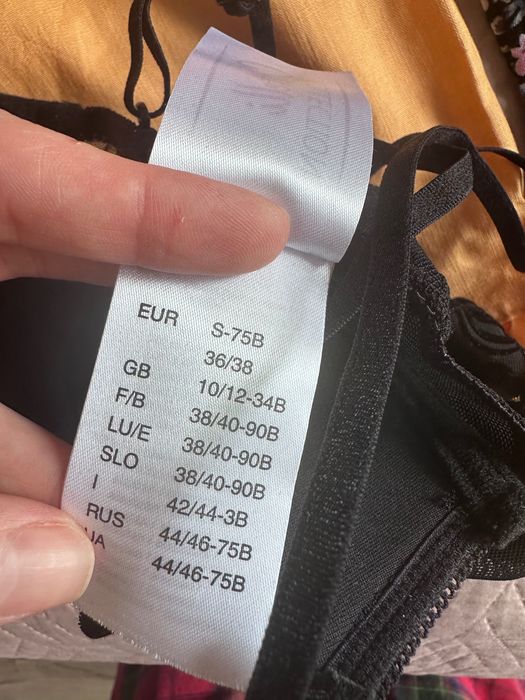 EUR S-75B
36/38
GB 10/12-34B
F/B 38/40-90B
LU/E 38/40-90B
SLO 38/40-90B
I 42/44-3B
RUS 44/46-75B
UA 44/46-75B